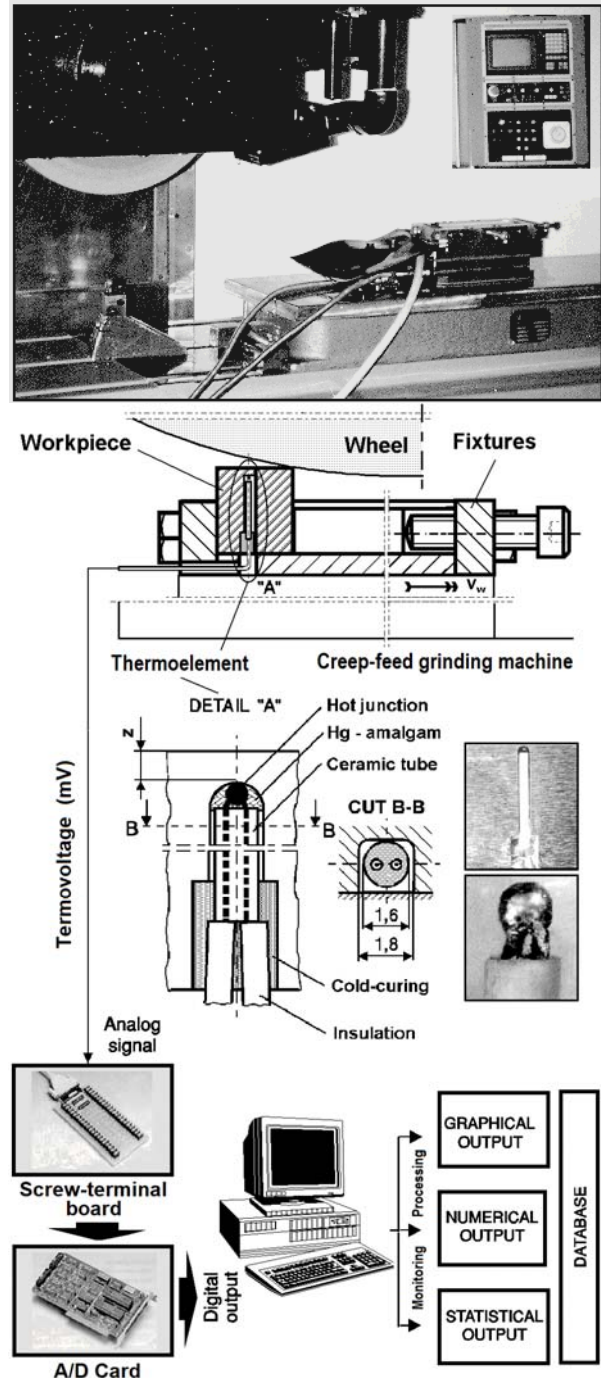 Workpiece
Wheel
Fixtures
"A"
v_w
Thermoelement
Creep-feed grinding machine
DETAIL "A"
Hot junction
Hg - amalgam
Ceramic tube
z
B
B
CUT B-B
1,6
1,8
Cold-curing
Insulation
Termovoltage (mV)
Analog
signal
Screw-terminal
board
A/D Card
Digital
output
Processing
Monitoring
GRAPHICAL
OUTPUT
NUMERICAL
OUTPUT
STATISTICAL
OUTPUT
DATABASE